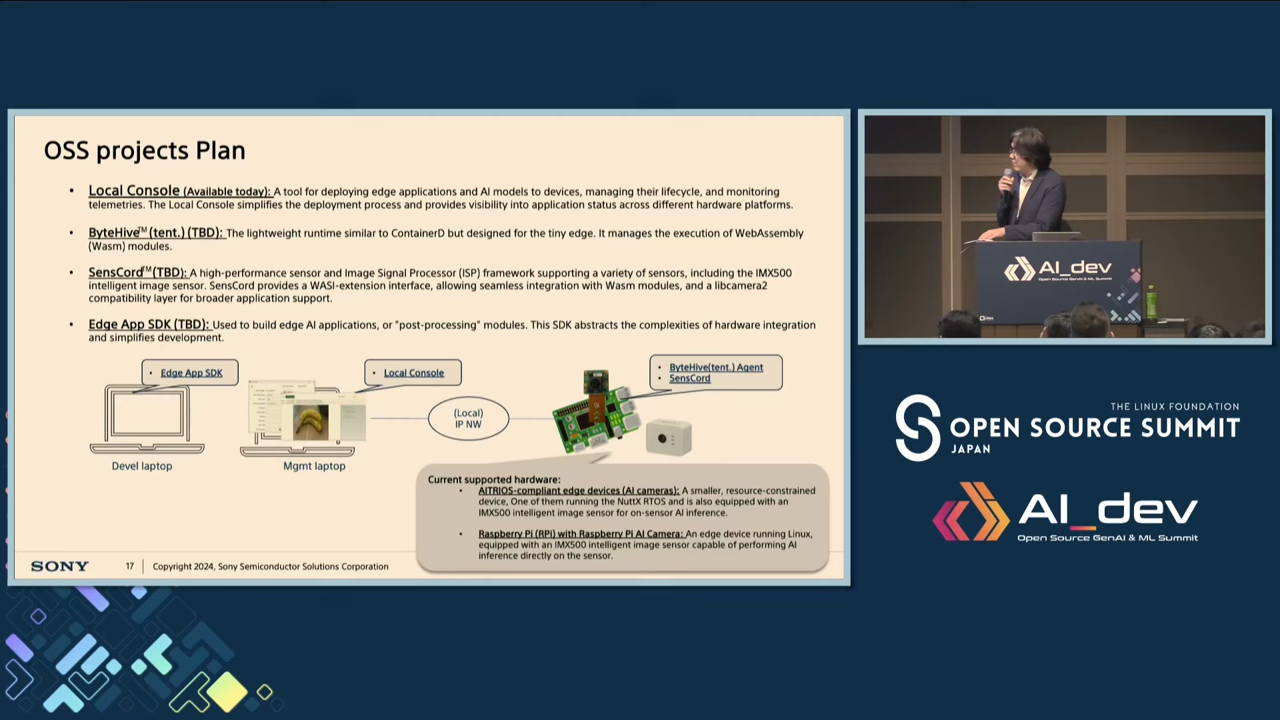 OSS projects Plan
• Local Console (Available today): A tool for deploying edge applications and AI models to devices, managing their lifecycle, and monitoring
telemetries. The Local Console simplifies the deployment process and provides visibility into application status across different hardware platforms.
• ByteHive™ (tent.) (TBD): The lightweight runtime similar to ContainerD but designed for the tiny edge. It manages the execution of WebAssembly
(Wasm) modules.
• SensCord™(TBD): A high-performance sensor and Image Signal Processor (ISP) framework supporting a variety of sensors, including the IMX500
intelligent image sensor. SensCord provides a WASI-extension interface, allowing seamless integration with Wasm modules, and a libcamera2
compatibility layer for broader application support.
• Edge App SDK (TBD): Used to build edge AI applications, or "post-processing" modules. This SDK abstracts the complexities of hardware integration
and simplifies development.
• Edge App SDK
• Local Console
• ByteHive(tent.) Agent
• SensCord
(Local)
IP NW
Devel laptop
Mgmt laptop
Current supported hardware:
• AITRIOS-compliant edge devices (AI cameras): A smaller, resource-constrained
device, One of them running the NuttX RTOS and is also equipped with an
IMX500 intelligent image sensor for on-sensor AI inference.
• Raspberry Pi (RPi) with Raspberry Pi AI Camera: An edge device running Linux,
equipped with an IMX500 intelligent image sensor capable of performing AI
inference directly on the sensor.
SONY
17
Copyright 2024, Sony Semiconductor Solutions Corporation
AI_dev
Open Source GenAI & ML Summit
THE LINUX FOUNDATION
OPEN SOURCE SUMMIT
JAPAN
AI_dev
Open Source GenAI & ML Summit